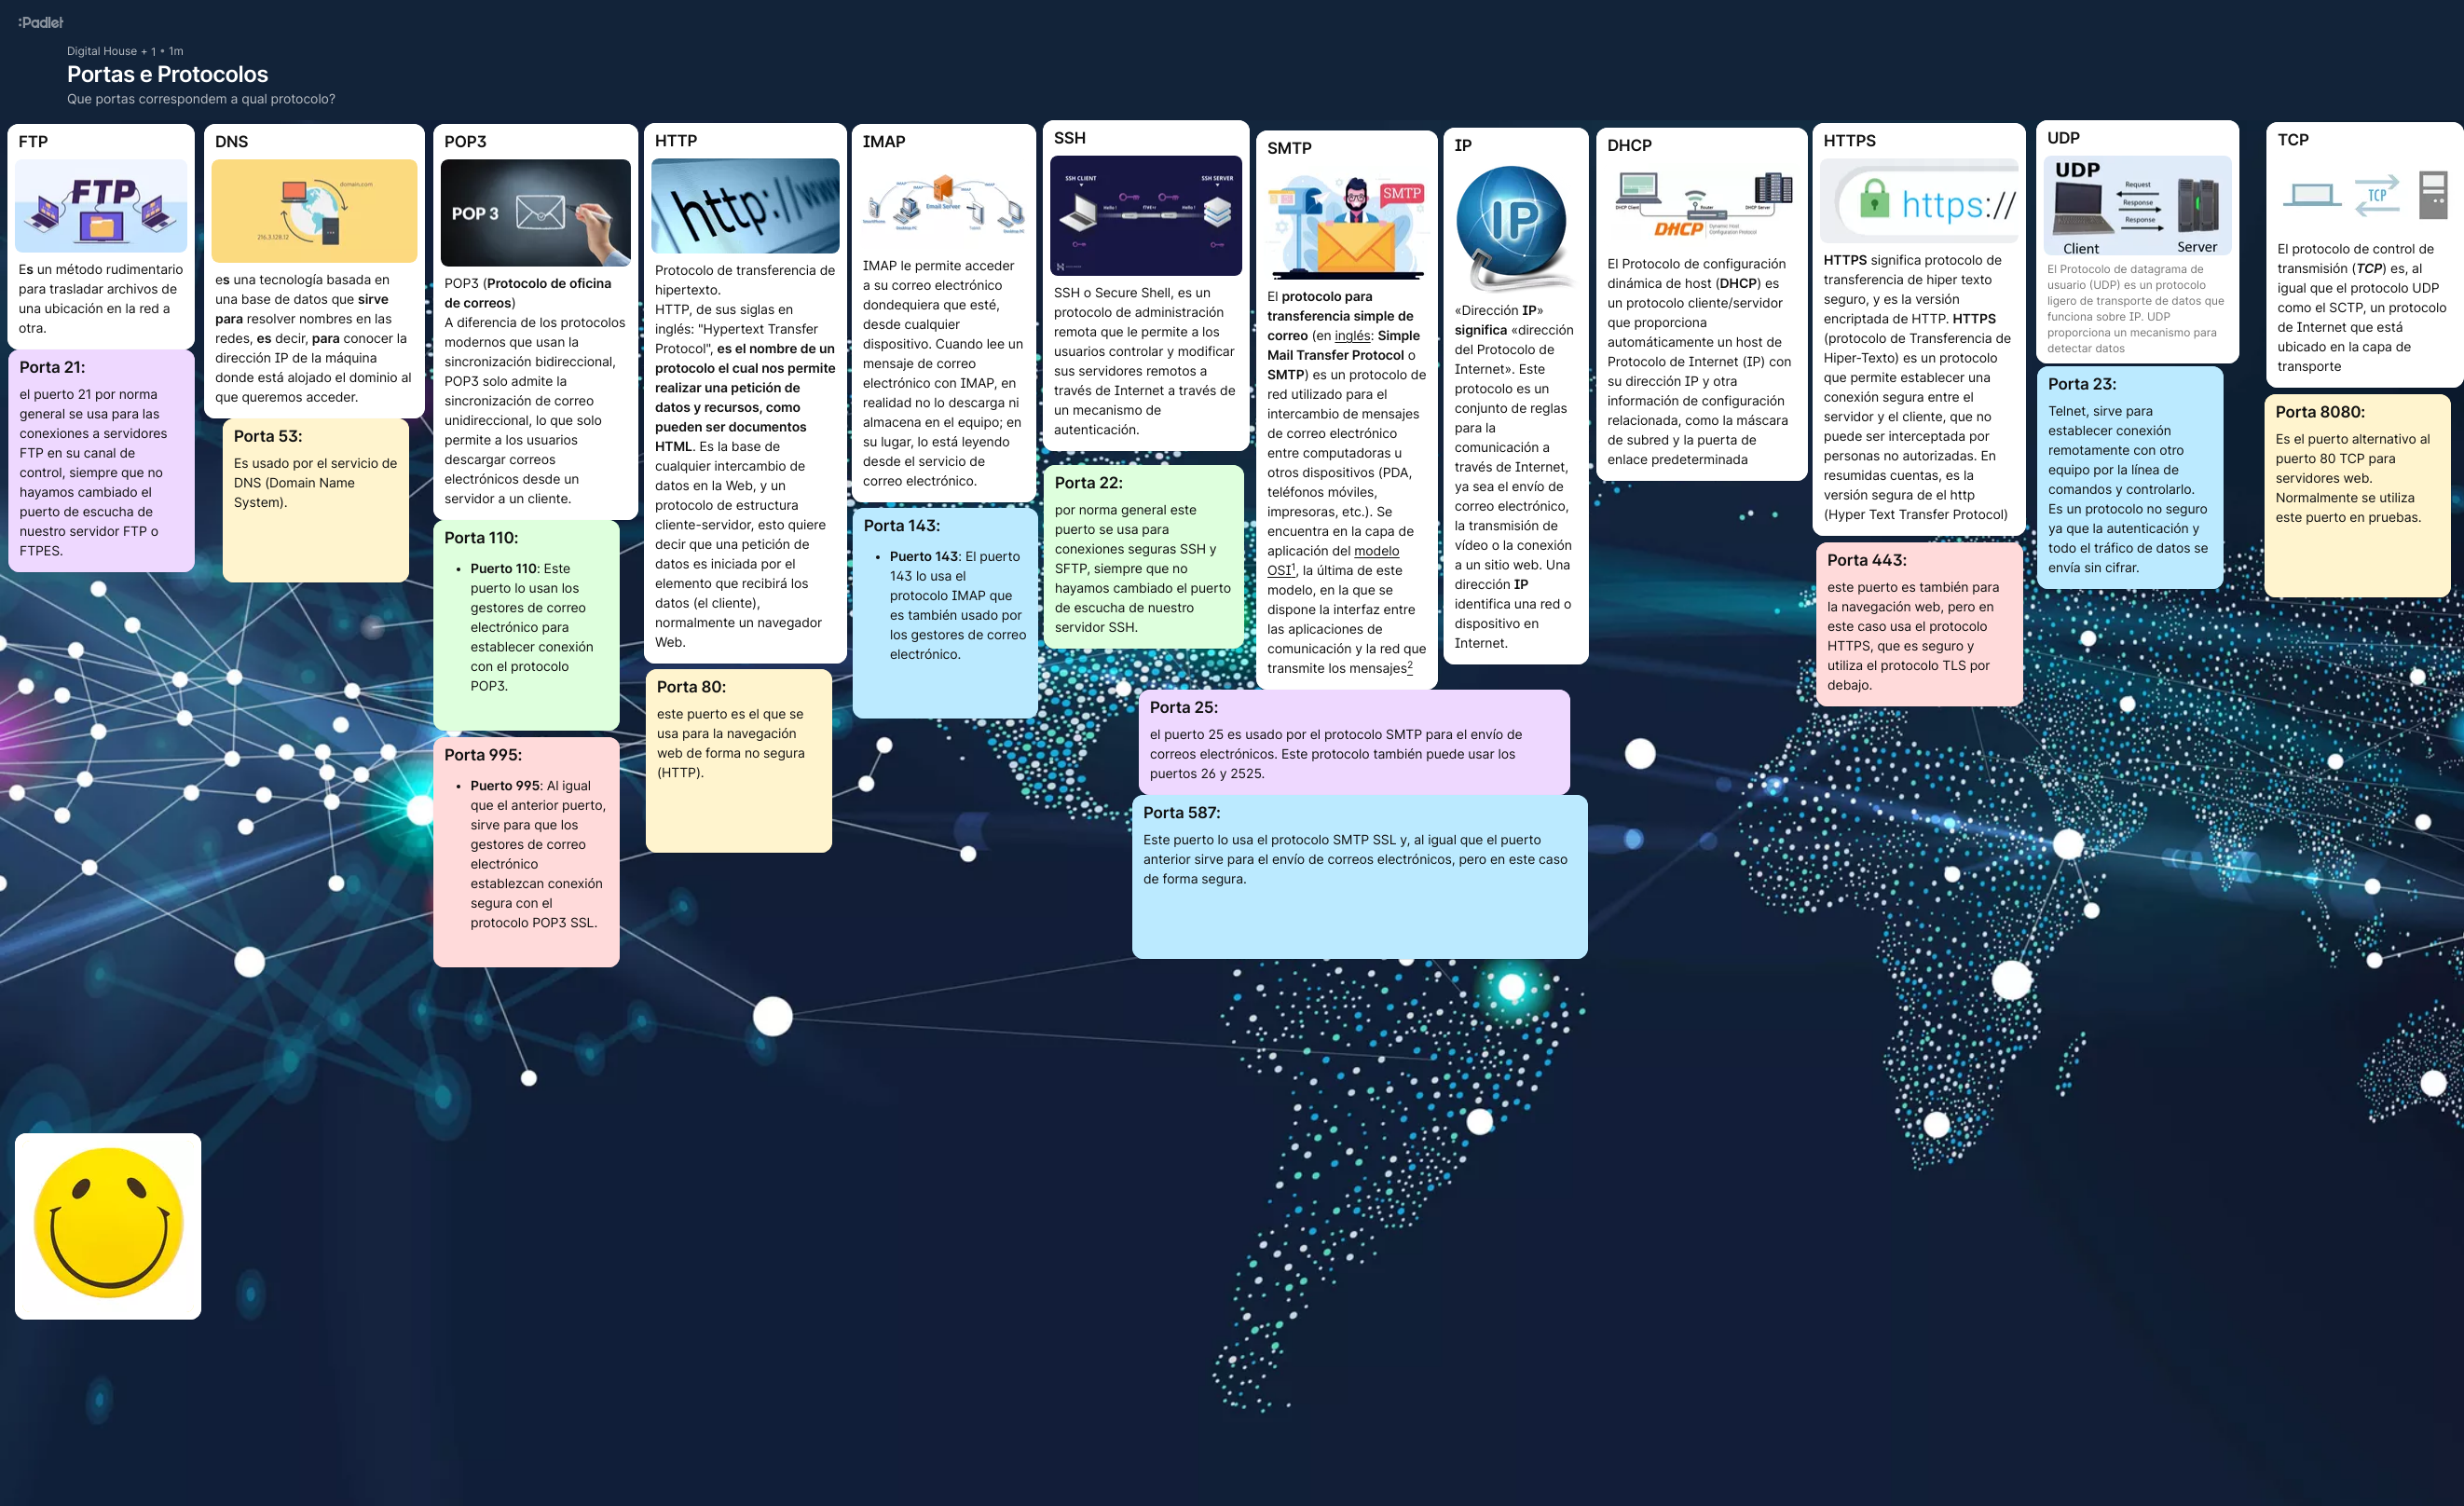 :Padlet
Digital House + 1 • 1m
Portas e Protocolos
Que portas correspondem a qual protocolo?
FTP
FTP
Es un método rudimentario
para trasladar archivos de
una ubicación en la red a
otra.
Porta 21:
el puerto 21 por norma
general se usa para las
conexiones a servidores
FTP en su canal de
control, siempre que no
hayamos cambiado el
puerto de escucha de
nuestro servidor FTP o
FTPES.
DNS
domain.com
216.3.128.12
es una tecnología basada en
una base de datos que sirve
para resolver nombres en las
redes, es decir, para conocer la
dirección IP de la máquina
donde está alojado el dominio al
que queremos acceder.
Porta 53:
Es usado por el servicio de
DNS (Domain Name
System).
POP3
POP 3
POP3 (Protocolo de oficina
de correos)
A diferencia de los protocolos
modernos que usan la
sincronización bidireccional,
POP3 solo admite la
sincronización de correo
unidireccional, lo que solo
permite a los usuarios
descargar correos
electrónicos desde un
servidor a un cliente.
Porta 110:
• Puerto 110: Este
puerto lo usan los
gestores de correo
electrónico para
establecer conexión
con el protocolo
POP3.
Porta 995:
• Puerto 995: Al igual
que el anterior puerto,
sirve para que los
gestores de correo
electrónico
establezcan conexión
segura con el
protocolo POP3 SSL.
HTTP
http://www
Protocolo de transferencia de
hipertexto.
HTTP, de sus siglas en
inglés: "Hypertext Transfer
Protocol", es el nombre de un
protocolo el cual nos permite
realizar una petición de
datos y recursos, como
pueden ser documentos
HTML. Es la base de
cualquier intercambio de
datos en la Web, y un
protocolo de estructura
cliente-servidor, esto quiere
decir que una petición de
datos es iniciada por el
elemento que recibirá los
datos (el cliente),
normalmente un navegador
Web.
Porta 80:
este puerto es el que se
usa para la navegación
web de forma no segura
(HTTP).
IMAP
Email Server
IMAP le permite acceder
a su correo electrónico
dondequiera que esté,
desde cualquier
dispositivo. Cuando lee un
mensaje de correo
electrónico con IMAP, en
realidad no lo descarga ni
almacena en el equipo; en
su lugar, lo está leyendo
desde el servicio de
correo electrónico.
Porta 143:
• Puerto 143: El puerto
143 lo usa el
protocolo IMAP que
es también usado por
los gestores de correo
electrónico.
SSH
SSH CLIENT
SSH SERVER
SSH o Secure Shell, es un
protocolo de administración
remota que le permite a los
usuarios controlar y modificar
sus servidores remotos a
través de Internet a través de
un mecanismo de
autenticación.
Porta 22:
por norma general este
puerto se usa para
conexiones seguras SSH y
SFTP, siempre que no
hayamos cambiado el puerto
de escucha de nuestro
servidor SSH.
SMTP
SMTP
El protocolo para
transferencia simple de
correo (en inglés: Simple
Mail Transfer Protocol o
SMTP) es un protocolo de
red utilizado para el
intercambio de mensajes
de correo electrónico
entre computadoras u
otros dispositivos (PDA,
teléfonos móviles,
impresoras, etc.). Se
encuentra en la capa de
aplicación del modelo
OSI¹, la última de este
modelo, en la que se
dispone la interfaz entre
las aplicaciones de
comunicación y la red que
transmite los mensajes²
IP
IP
«Dirección IP»
significa «dirección
del Protocolo de
Internet». Este
protocolo es un
conjunto de reglas
para la
comunicación a
través de Internet,
ya sea el envío de
correo electrónico,
la transmisión de
vídeo o la conexión
a un sitio web. Una
dirección IP
identifica una red o
dispositivo en
Internet.
Porta 25:
el puerto 25 es usado por el protocolo SMTP para el envío de
correos electrónicos. Este protocolo también puede usar los
puertos 26 y 2525.
Porta 587:
Este puerto lo usa el protocolo SMTP SSL y, al igual que el puerto
anterior sirve para el envío de correos electrónicos, pero en este caso
de forma segura.
DHCP
DHCP Client
Router
DHCP Server
DHCP Dynamic Host
Configuration Protocol
El Protocolo de configuración
dinámica de host (DHCP) es
un protocolo cliente/servidor
que proporciona
automáticamente un host de
Protocolo de Internet (IP) con
su dirección IP y otra
información de configuración
relacionada, como la máscara
de subred y la puerta de
enlace predeterminada
HTTPS
https://
HTTPS significa protocolo de
transferencia de hiper texto
seguro, y es la versión
encriptada de HTTP. HTTPS
(protocolo de Transferencia de
Hiper-Texto) es un protocolo
que permite establecer una
conexión segura entre el
servidor y el cliente, que no
puede ser interceptada por
personas no autorizadas. En
resumidas cuentas, es la
versión segura de el http
(Hyper Text Transfer Protocol)
Porta 443:
este puerto es también para
la navegación web, pero en
este caso usa el protocolo
HTTPS, que es seguro y
utiliza el protocolo TLS por
debajo.
UDP
UDP
Request
Response
Response
Client
Server
El Protocolo de datagrama de
usuario (UDP) es un protocolo
ligero de transporte de datos que
funciona sobre IP. UDP
proporciona un mecanismo para
detectar datos
Porta 23:
Telnet, sirve para
establecer conexión
remotamente con otro
equipo por la línea de
comandos y controlarlo.
Es un protocolo no seguro
ya que la autenticación y
todo el tráfico de datos se
envía sin cifrar.
TCP
TCP
El protocolo de control de
transmisión (TCP) es, al
igual que el protocolo UDP
como el SCTP, un protocolo
de Internet que está
ubicado en la capa de
transporte
Porta 8080:
Es el puerto alternativo al
puerto 80 TCP para
servidores web.
Normalmente se utiliza
este puerto en pruebas.